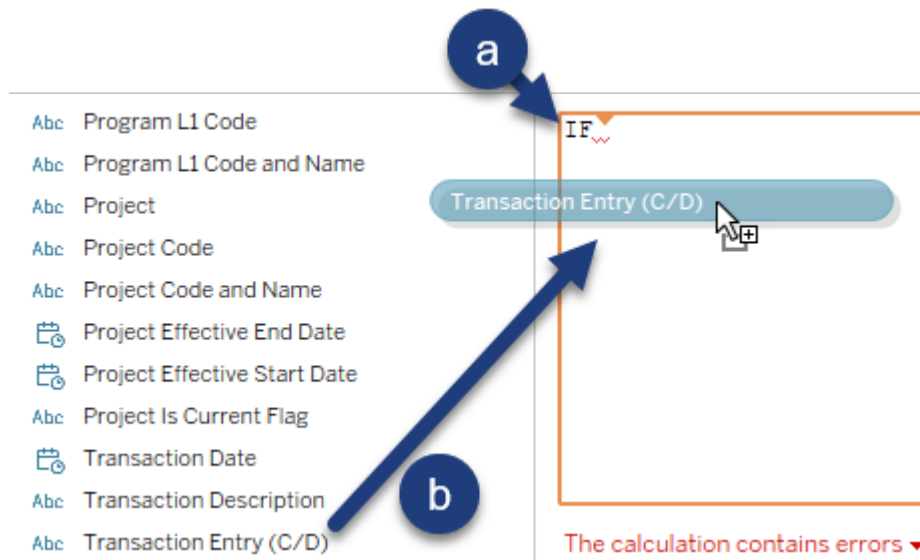 a
Abc Program L1 Code
IF
Abc Program L1 Code and Name
Abc Project
Transaction Entry (C/D)
Abc Project Code
Abc Project Code and Name
Project Effective End Date
Project Effective Start Date
Abc Project Is Current Flag
Transaction Date
b
Abc Transaction Description
Abc Transaction Entry (C/D)
The calculation contains errors